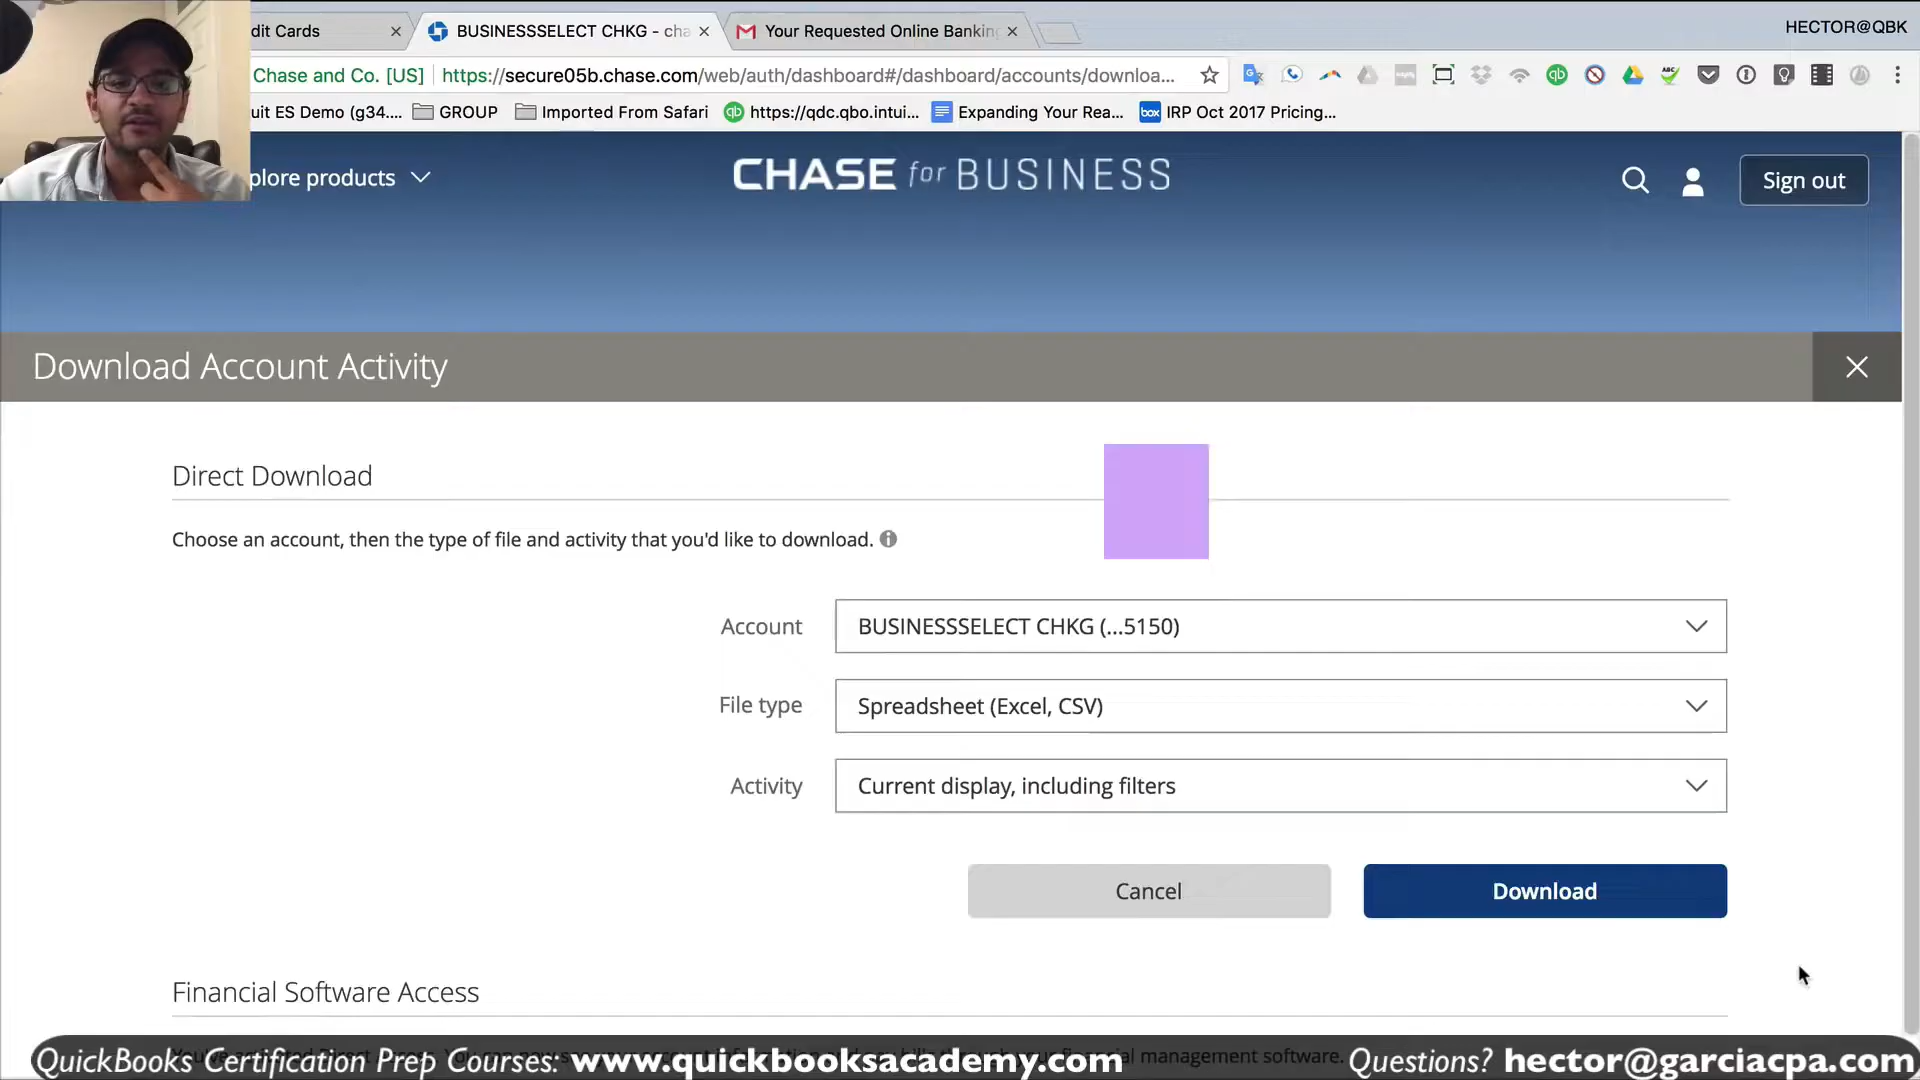 dit Cards
BUSINESSSELECT CHKG - cha
Your Requested Online Banking
HECTOR@QBK
Chase and Co. [US]
https://secure05b.chase.com/web/auth/dashboard#/dashboard/accounts/downloa...
uit ES Demo (g34....
GROUP
Imported From Safari
https://qdc.qbo.intui...
Expanding Your Rea...
box
IRP Oct 2017 Pricing...
plore products
CHASE for BUSINESS
Sign out
Download Account Activity
Direct Download
Choose an account, then the type of file and activity that you'd like to download.
Account
BUSINESSSELECT CHKG (...5150)
File type
Spreadsheet (Excel, CSV)
Activity
Current display, including filters
Cancel
Download
Financial Software Access
management software.
QuickBooks Certification Prep Courses: www.quickbooksacademy.com
Questions? hector@garciacpa.com